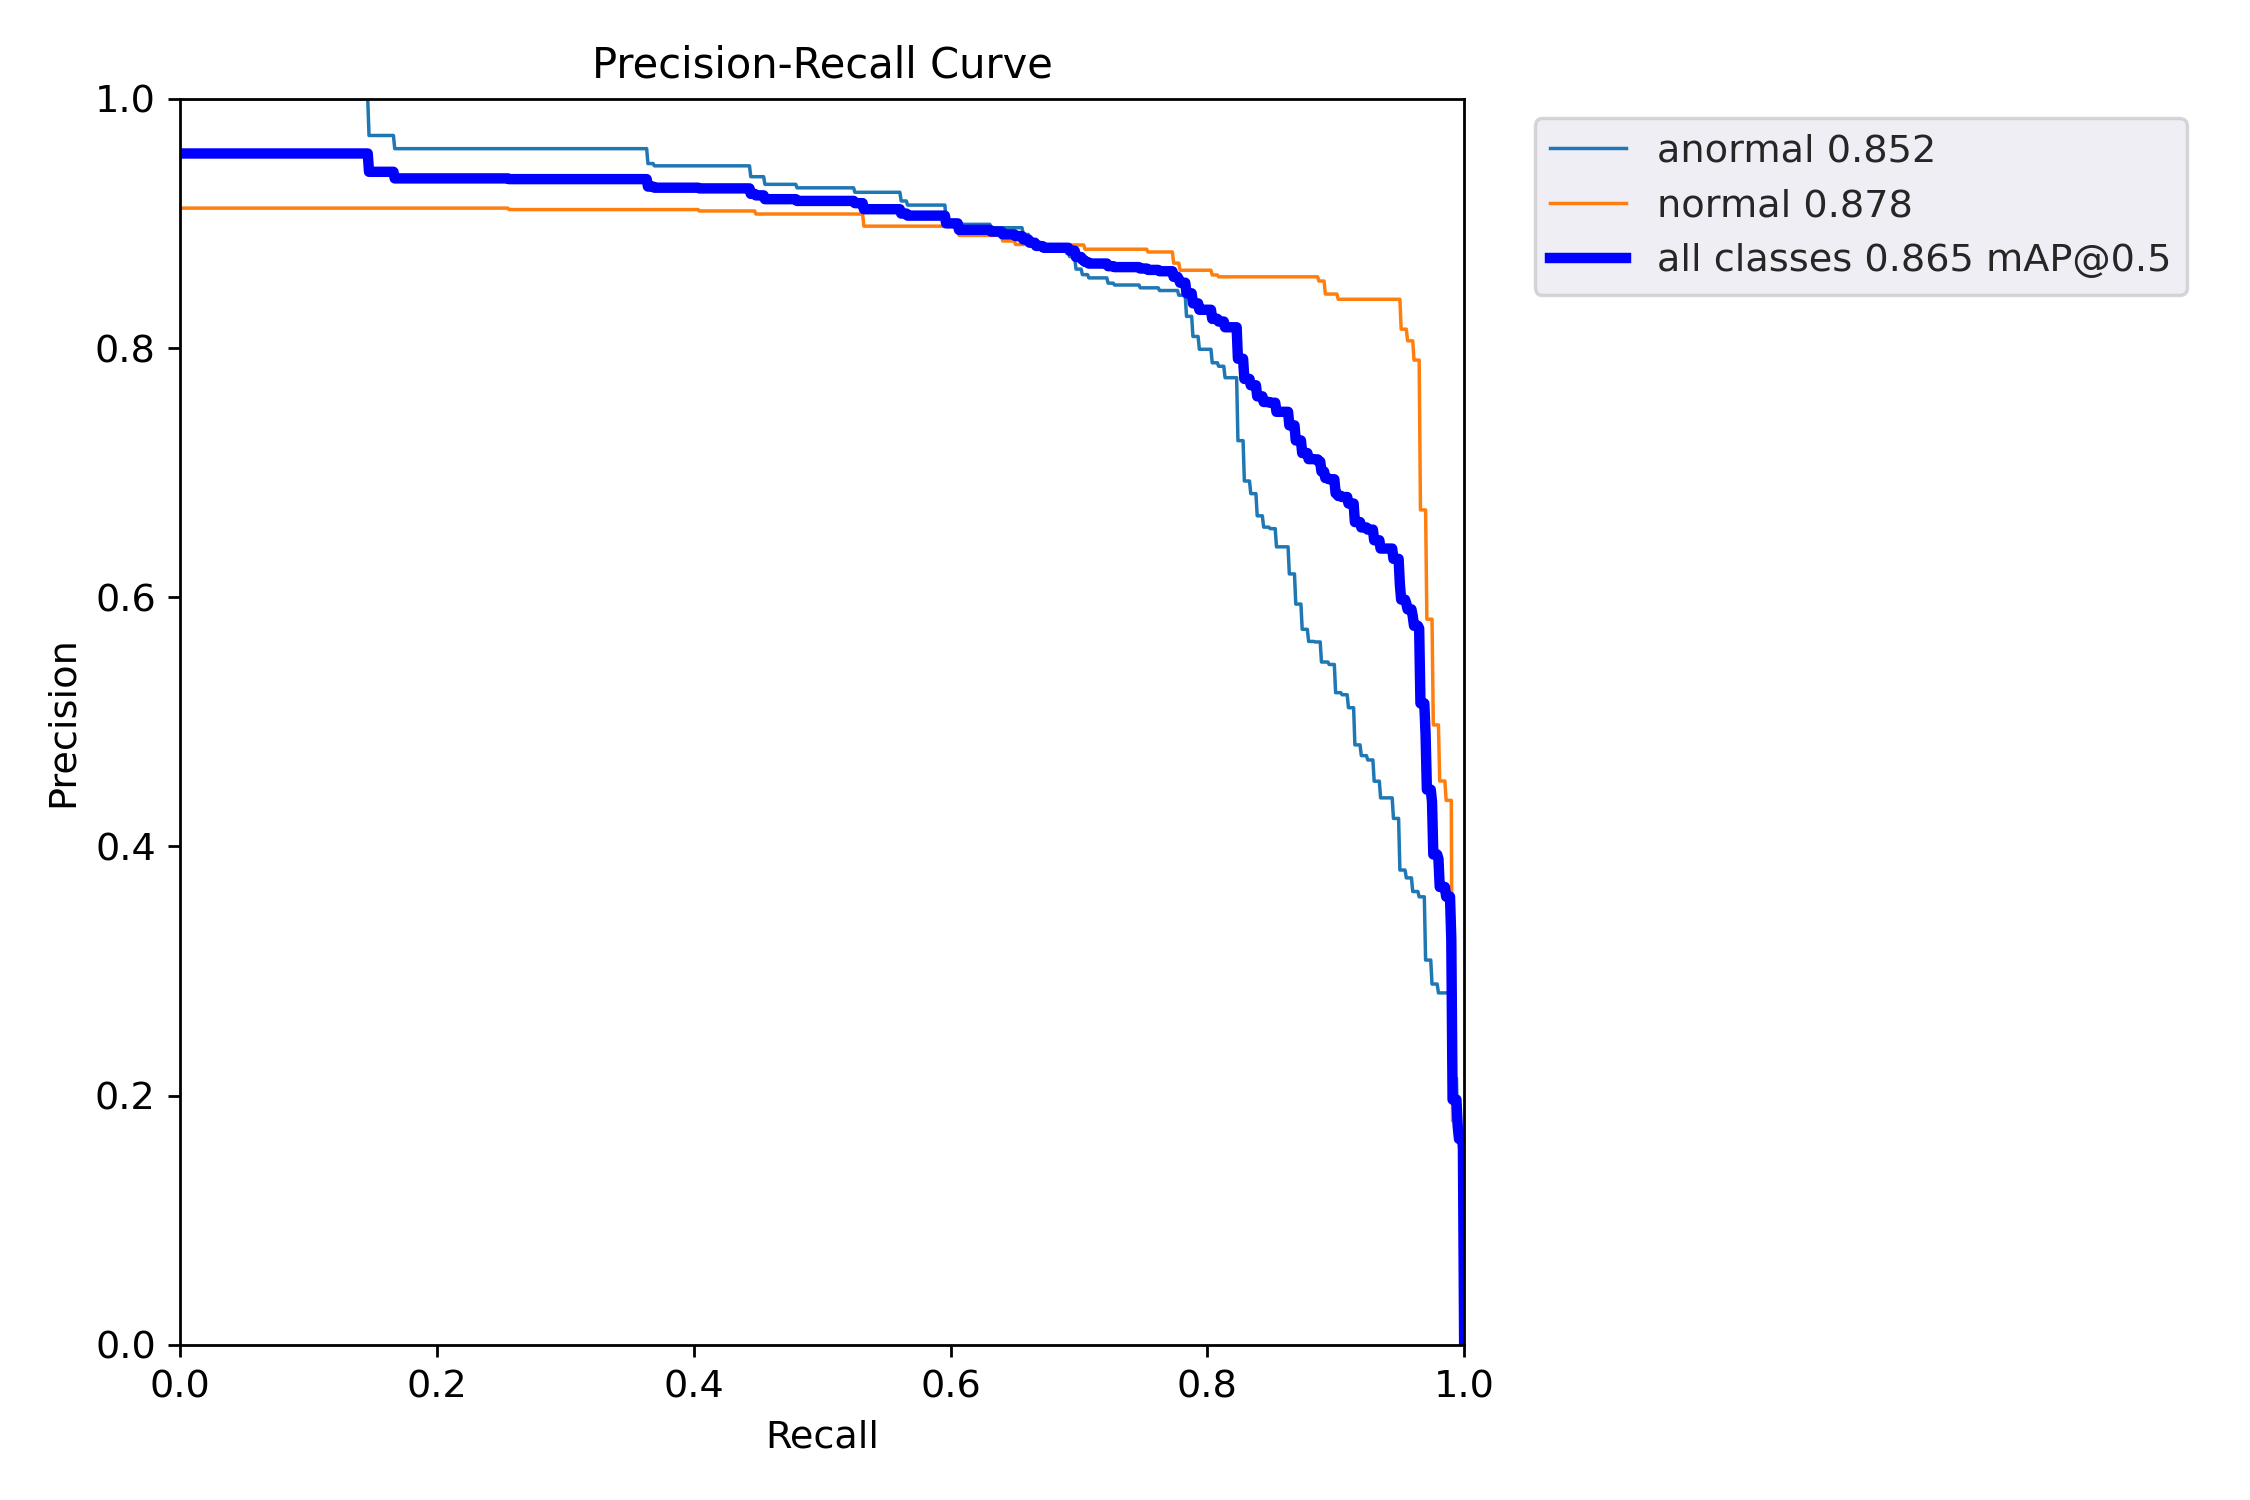 Precision-Recall Curve
1.0
0.8
0.6
0.4
0.2
0.0
Precision
0.0 0.2 0.4 0.6 0.8 1.0
Recall
anormal 0.852
normal 0.878
all classes 0.865 mAP@0.5